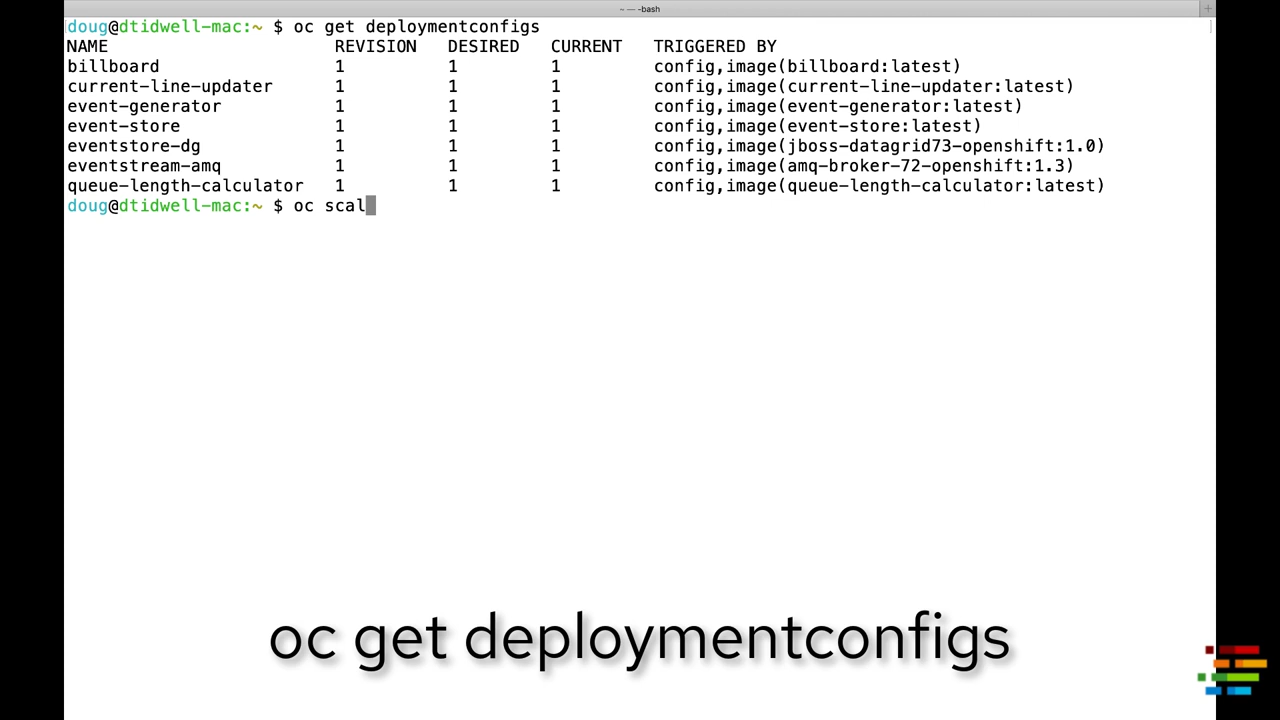 ~ — -bash
doug@dtidwell-mac:~ $ oc get deploymentconfigs
NAME REVISION DESIRED CURRENT TRIGGERED BY
billboard 1 1 1 config,image(billboard:latest)
current-line-updater 1 1 1 config,image(current-line-updater:latest)
event-generator 1 1 1 config,image(event-generator:latest)
event-store 1 1 1 config,image(event-store:latest)
eventstore-dg 1 1 1 config,image(jboss-datagrid73-openshift:1.0)
eventstream-amq 1 1 1 config,image(amq-broker-72-openshift:1.3)
queue-length-calculator 1 1 1 config,image(queue-length-calculator:latest)
doug@dtidwell-mac:~ $ oc scal
oc get deploymentconfigs